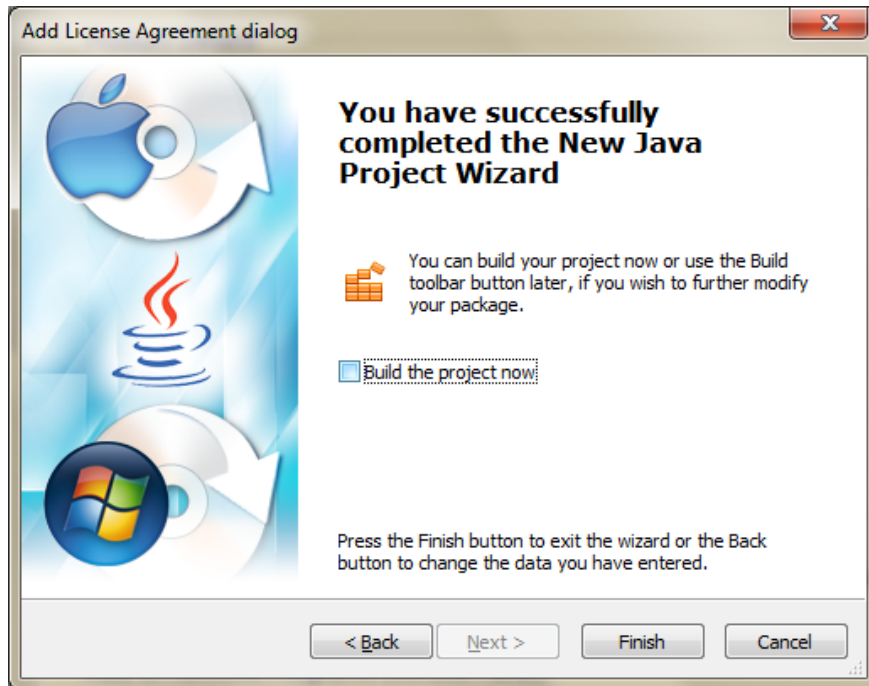 Add License Agreement dialog
You have successfully
completed the New Java
Project Wizard
You can build your project now or use the Build
toolbar button later, if you wish to further modify
your package.
Build the project now
Press the Finish button to exit the wizard or the Back
button to change the data you have entered.
< Back
Next >
Finish
Cancel